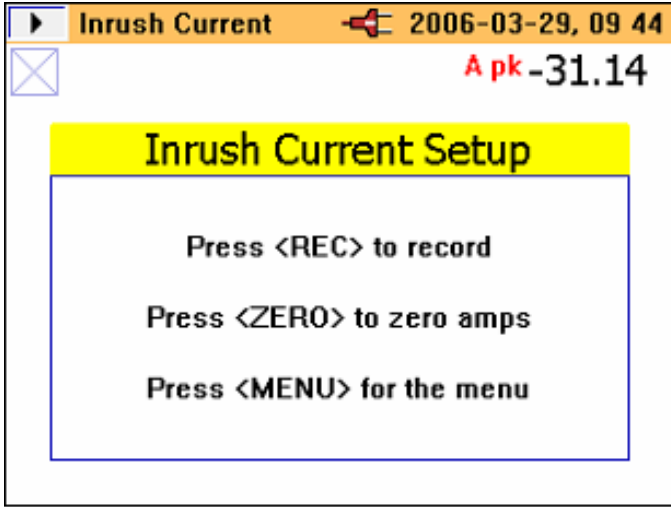 Inrush Current 2006-03-29, 09 44
A pk -31.14
Inrush Current Setup
Press <REC> to record
Press <ZERO> to zero amps
Press <MENU> for the menu